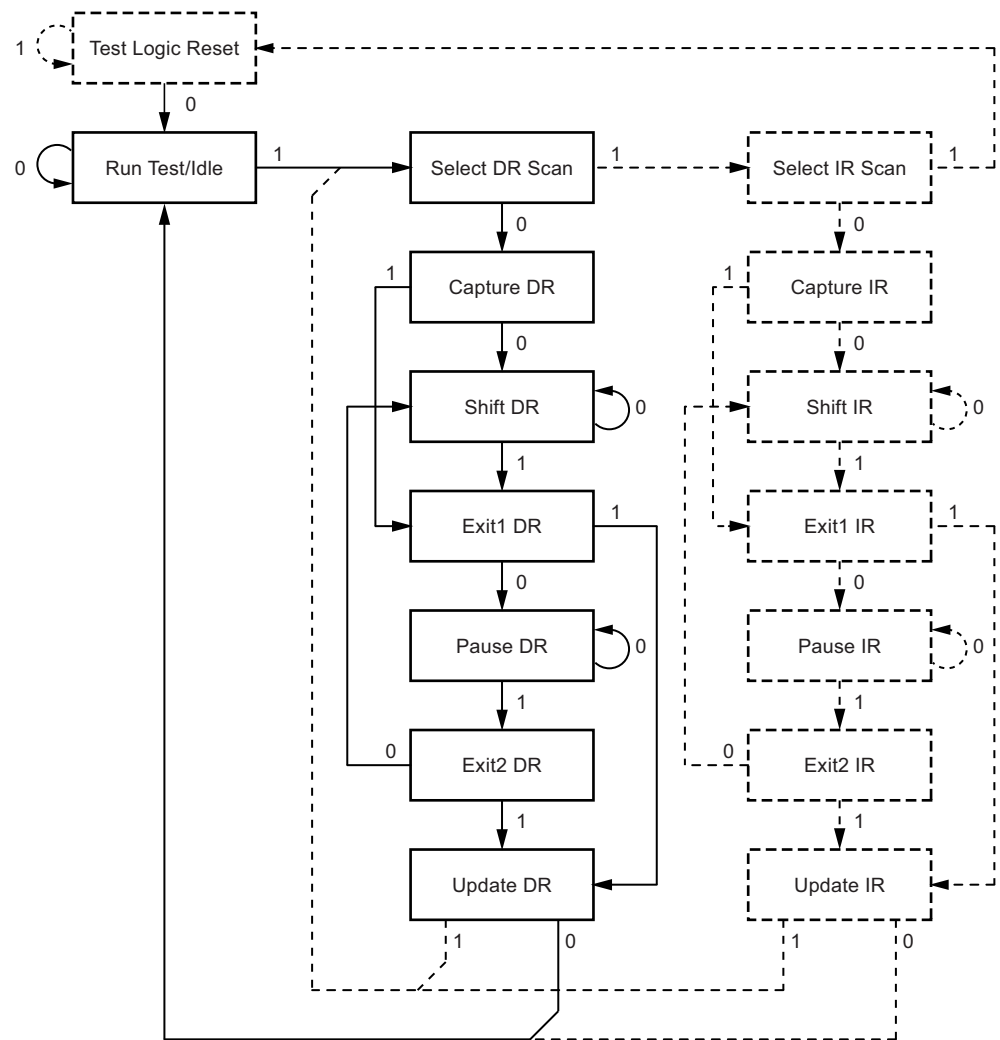 1
Test Logic Reset
0
0
Run Test/Idle
1
Select DR Scan
1
Select IR Scan
1
0
0
1
Capture DR
1
Capture IR
0
0
Shift DR
0
Shift IR
0
1
1
Exit1 DR
1
Exit1 IR
1
0
0
Pause DR
0
Pause IR
0
1
1
0
Exit2 DR
0
Exit2 IR
1
1
Update DR
Update IR
1
0
1
0